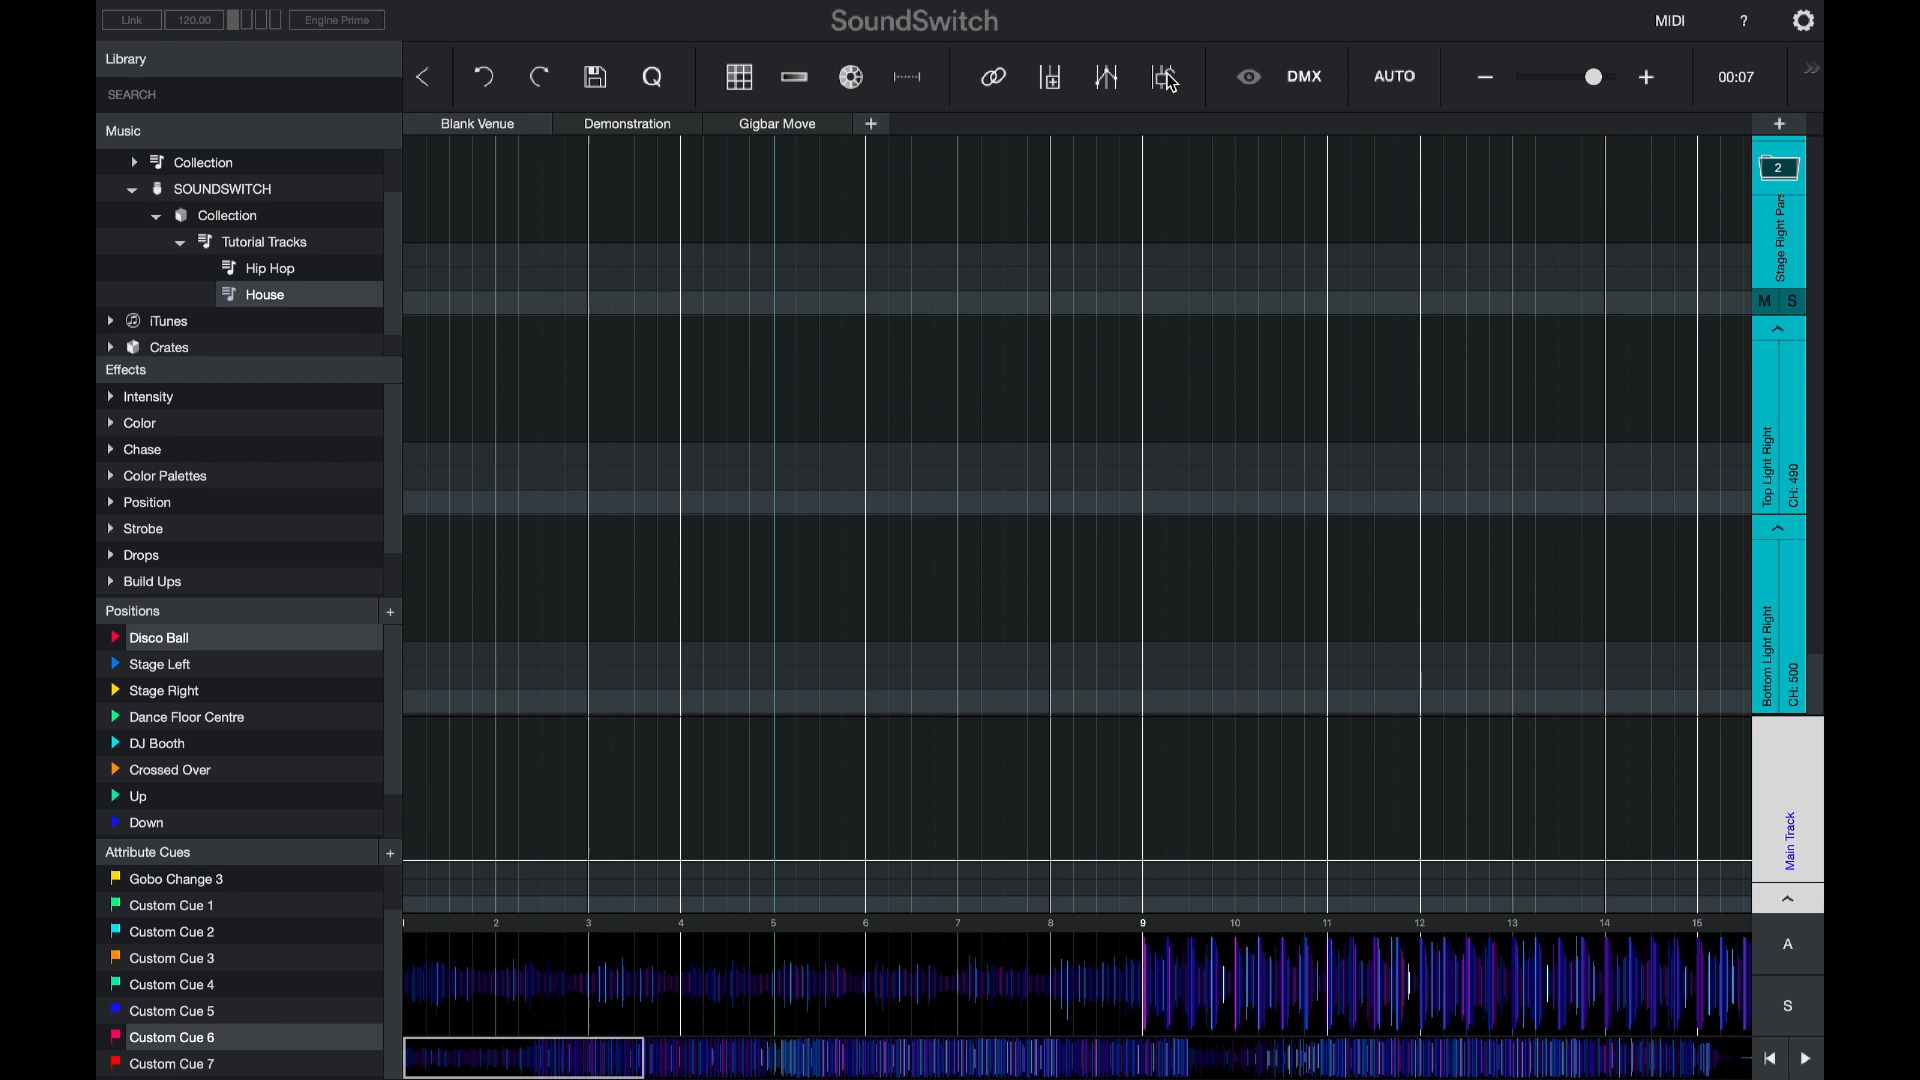 Link 120.00 Engine Prime SoundSwitch MIDI ?
Library
SEARCH
Q DMX AUTO 00:07
Music
Blank Venue Demonstration Gigbar Move
Collection
SOUNDSWITCH
Collection
Tutorial Tracks
Hip Hop
House
iTunes
Crates
Effects
Intensity
Color
Chase
Color Palettes
Position
Strobe
Drops
Build Ups
Positions +
Disco Ball
Stage Left
Stage Right
Dance Floor Centre
DJ Booth
Crossed Over
Up
Down
Attribute Cues +
Gobo Change 3
Custom Cue 1
Custom Cue 2
Custom Cue 3
Custom Cue 4
Custom Cue 5
Custom Cue 6
Custom Cue 7
2
Stage Right Pars
M S
Top Light Right
CH: 490
Bottom Light Right
CH: 500
Main Track
2 3 4 5 6 7 8 9 10 11 12 13 14 15
A
S